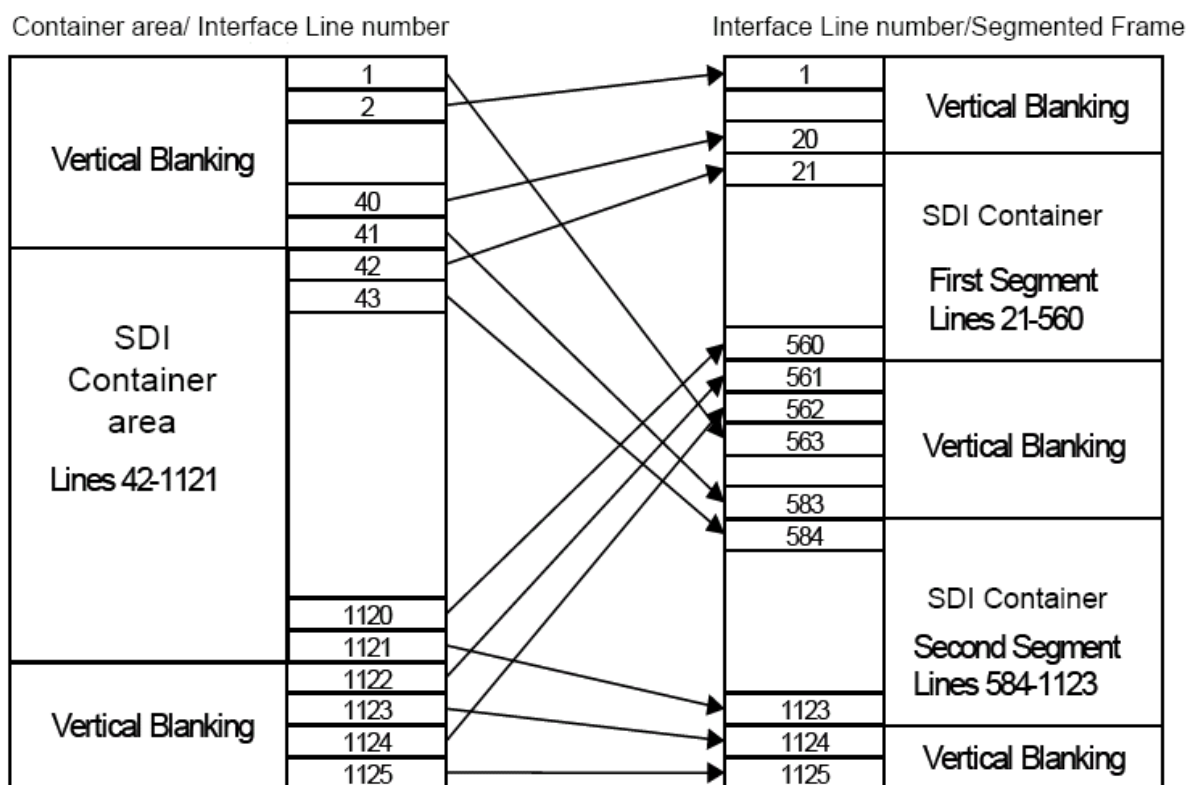 Container area/ Interface Line number
Interface Line number/Segmented Frame
Vertical Blanking
1
2
40
41
SDI
Container
area
Lines 42-1121
42
43
1120
1121
Vertical Blanking
1122
1123
1124
1125
1
20
Vertical Blanking
21
560
SDI Container
First Segment
Lines 21-560
561
562
563
583
Vertical Blanking
584
1123
SDI Container
Second Segment
Lines 584-1123
1124
1125
Vertical Blanking